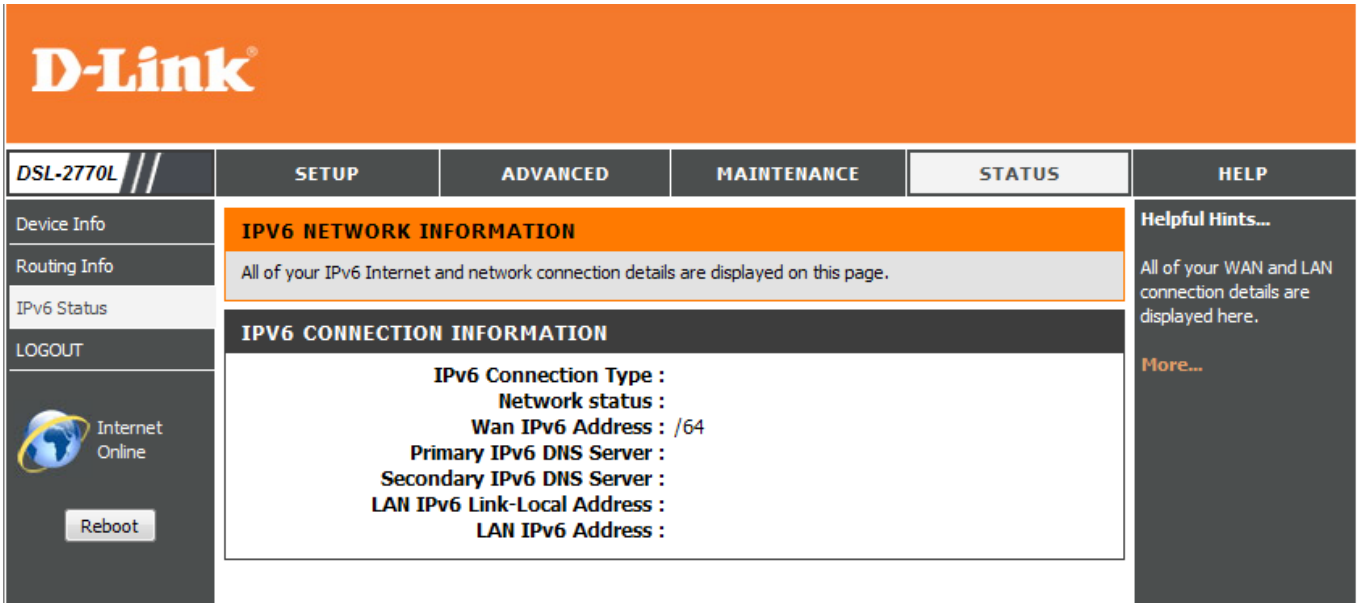 D-Link®
DSL-2770L
SETUP
ADVANCED
MAINTENANCE
STATUS
HELP
Device Info
Routing Info
IPv6 Status
LOGOUT
Internet
Online
Reboot
IPV6 NETWORK INFORMATION
All of your IPv6 Internet and network connection details are displayed on this page.
IPV6 CONNECTION INFORMATION
IPv6 Connection Type :
Network status :
Wan IPv6 Address : /64
Primary IPv6 DNS Server :
Secondary IPv6 DNS Server :
LAN IPv6 Link-Local Address :
LAN IPv6 Address :
Helpful Hints...
All of your WAN and LAN
connection details are
displayed here.
More...